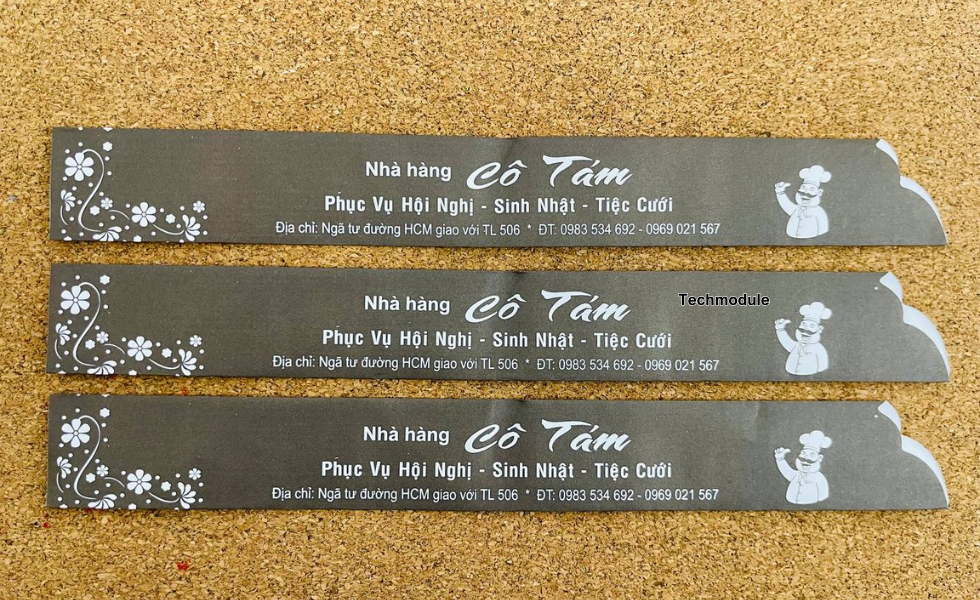 Nhà hàng Cô Tám
Phục Vụ Hội Nghị - Sinh Nhật - Tiệc Cưới
Địa chỉ: Ngã tư đường HCM giao với TL 506 * ĐT: 0983 534 692 - 0969 021 567
Nhà hàng Cô Tám
Techmodule
Phục Vụ Hội Nghị - Sinh Nhật - Tiệc Cưới
Địa chỉ: Ngã tư đường HCM giao với TL 506 * ĐT: 0983 534 692 - 0969 021 567
Nhà hàng Cô Tám
Phục Vụ Hội Nghị - Sinh Nhật - Tiệc Cưới
Địa chỉ: Ngã tư đường HCM giao với TL 506 * ĐT: 0983 534 692 - 0969 021 567